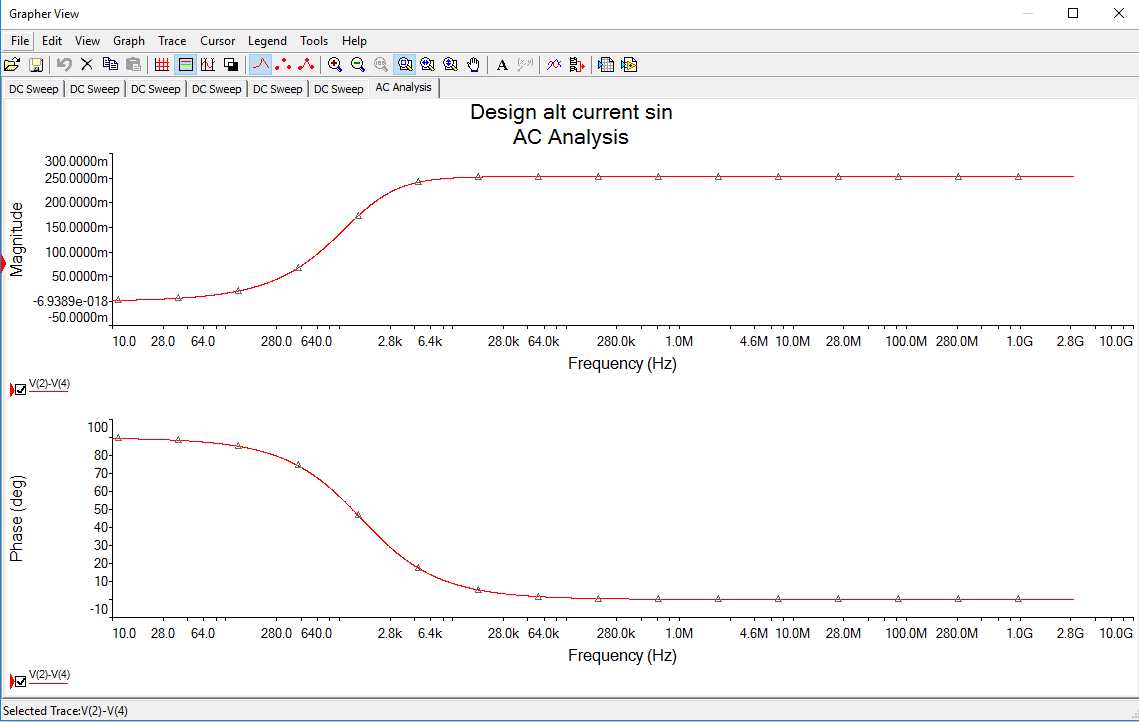 Grapher View
File Edit View Graph Trace Cursor Legend Tools Help
DC Sweep DC Sweep DC Sweep DC Sweep DC Sweep DC Sweep AC Analysis
Design alt current sin
AC Analysis
Magnitude
300.0000m
250.0000m
200.0000m
150.0000m
100.0000m
50.0000m
-6.9389e-018
-50.0000m
10.0 28.0 64.0 280.0 640.0 2.8k 6.4k 28.0k 64.0k 280.0k 1.0M 4.6M 10.0M 28.0M 100.0M 280.0M 1.0G 2.8G 10.0G
Frequency (Hz)
V(2)-V(4)
Phase (deg)
100
80
70
60
50
40
30
20
10
-10
10.0 28.0 64.0 280.0 640.0 2.8k 6.4k 28.0k 64.0k 280.0k 1.0M 4.6M 10.0M 28.0M 100.0M 280.0M 1.0G 2.8G 10.0G
Frequency (Hz)
V(2)-V(4)
Selected Trace:V(2)-V(4)